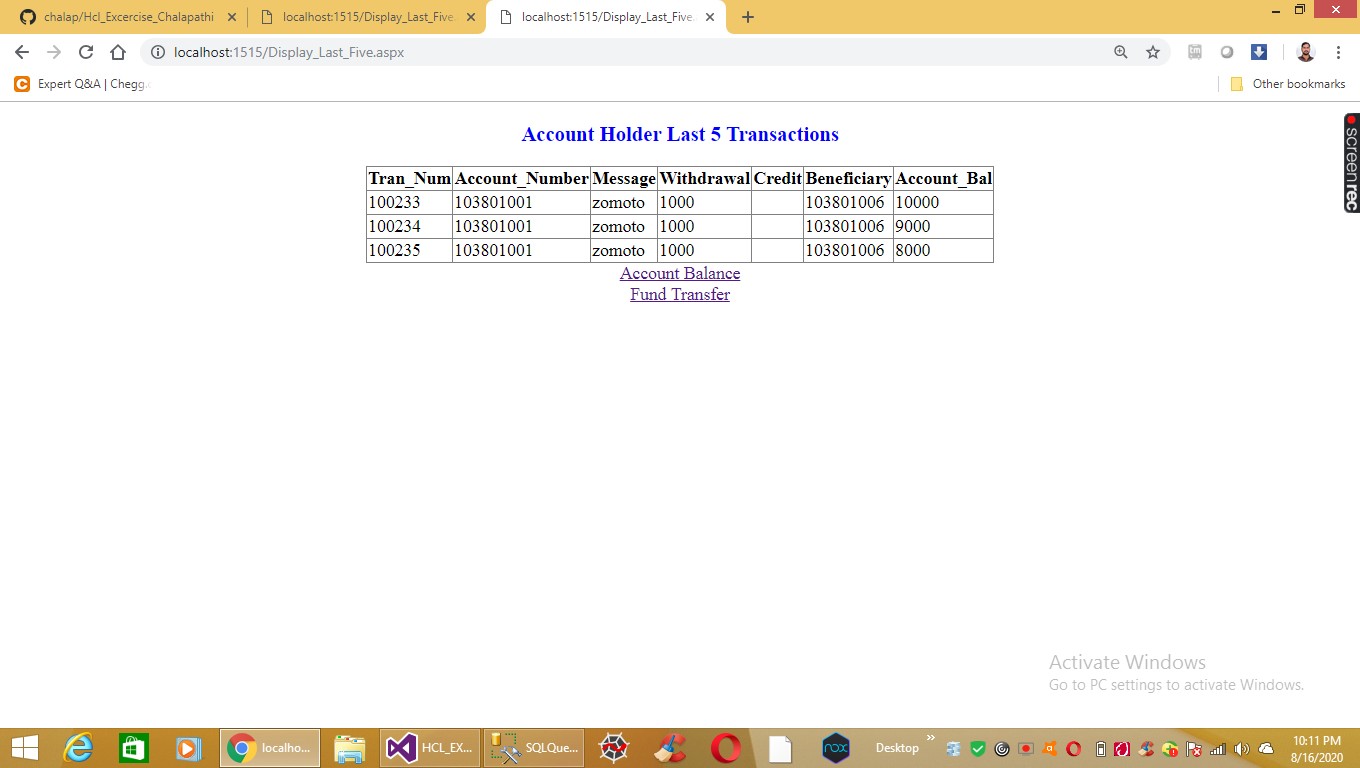 chalap/Hcl_Excercise_Chalapathi
localhost:1515/Display_Last_Five.
localhost:1515/Display_Last_Five.
localhost:1515/Display_Last_Five.aspx
Expert Q&A | Chegg.c
Other bookmarks
screenrec
Account Holder Last 5 Transactions
Tran_Num Account_Number Message Withdrawal Credit Beneficiary Account_Bal
100233 103801001 zomoto 1000 103801006 10000
100234 103801001 zomoto 1000 103801006 9000
100235 103801001 zomoto 1000 103801006 8000
Account Balance
Fund Transfer
Activate Windows
Go to PC settings to activate Windows.
localho...
HCL_EX...
SQLQue...
nox
Desktop
10:11 PM
8/16/2020